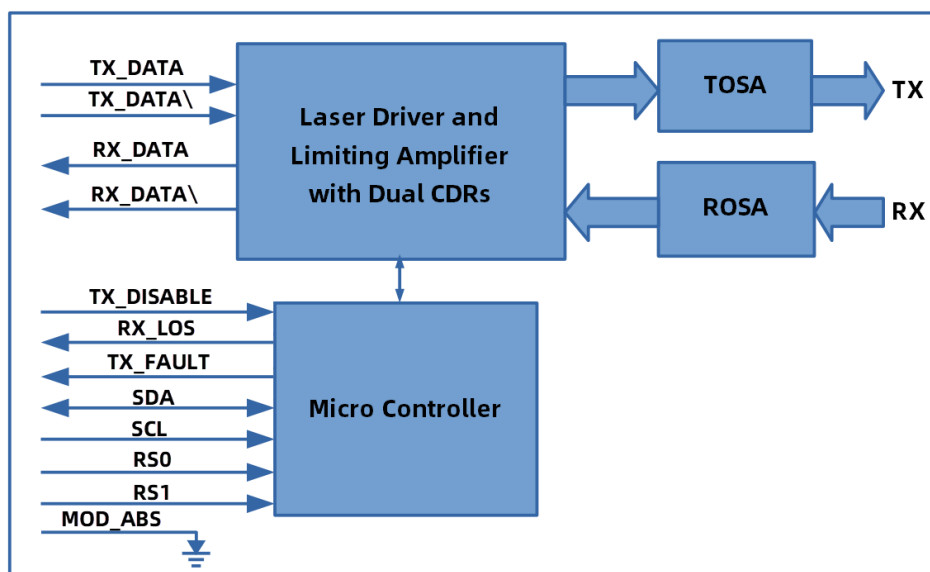 TX_DATA
TX_DATA\
RX_DATA
RX_DATA\
Laser Driver and
Limiting Amplifier
with Dual CDRs
TOSA
TX
ROSA
RX
TX_DISABLE
RX_LOS
TX_FAULT
SDA
SCL
RS0
RS1
MOD_ABS
Micro Controller